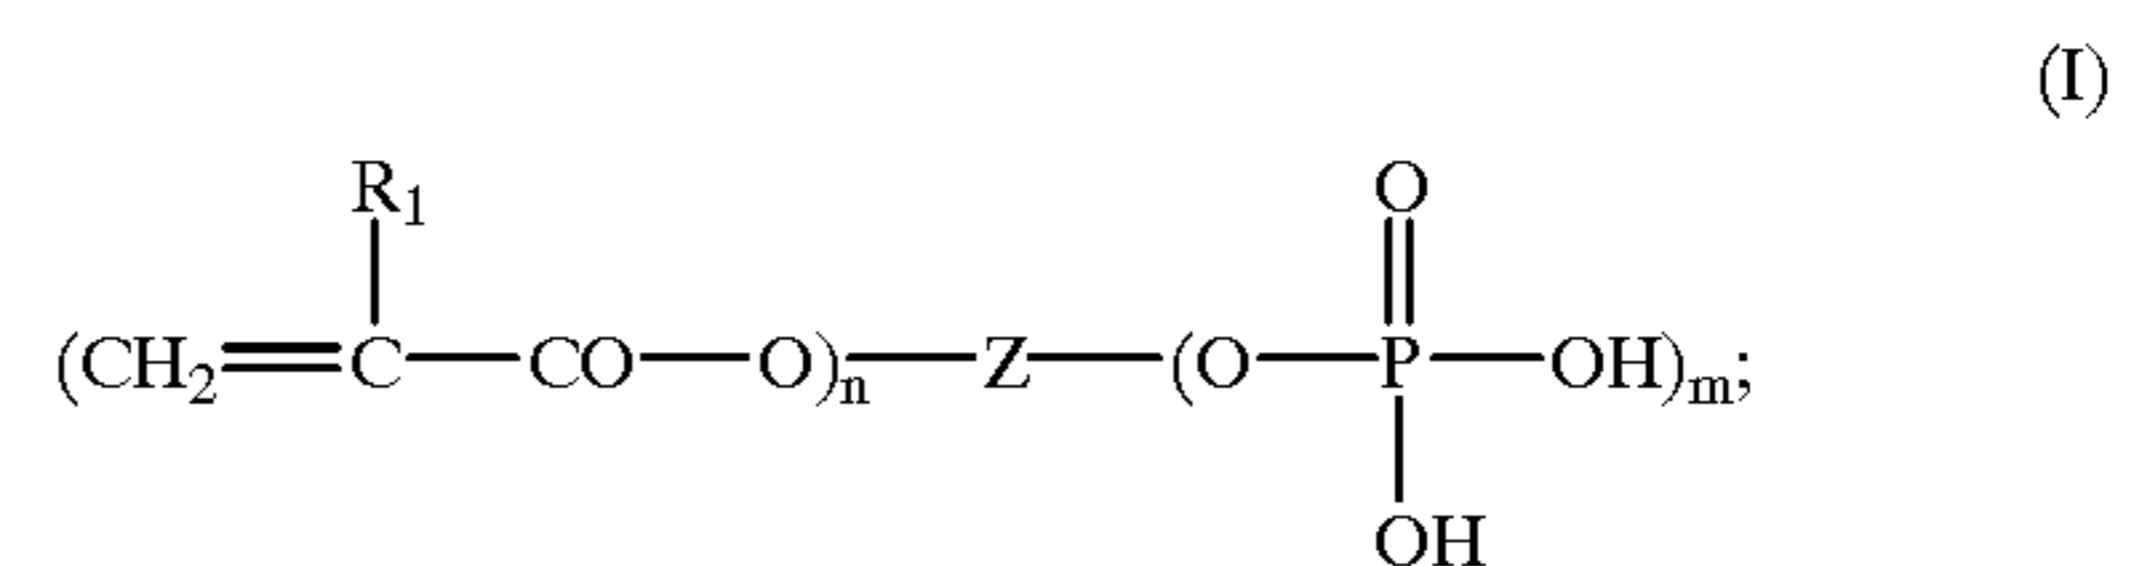 (I)
R1 O
(CH2=C—CO—O)n—Z—(O—P—OH)m;
OH